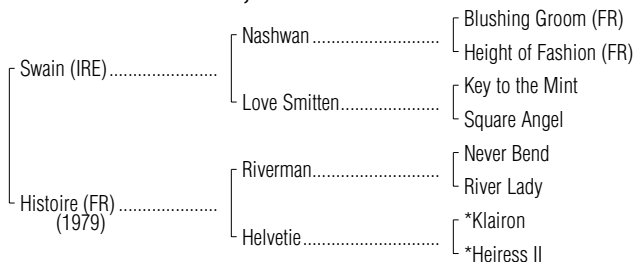 Blushing Groom (FR)
Nashwan
Height of Fashion (FR)
Swain (IRE)
Key to the Mint
Love Smitten
Square Angel
Never Bend
Riverman
River Lady
Histoire (FR)
(1979)
*Klairon
Helvetie
*Heiress II